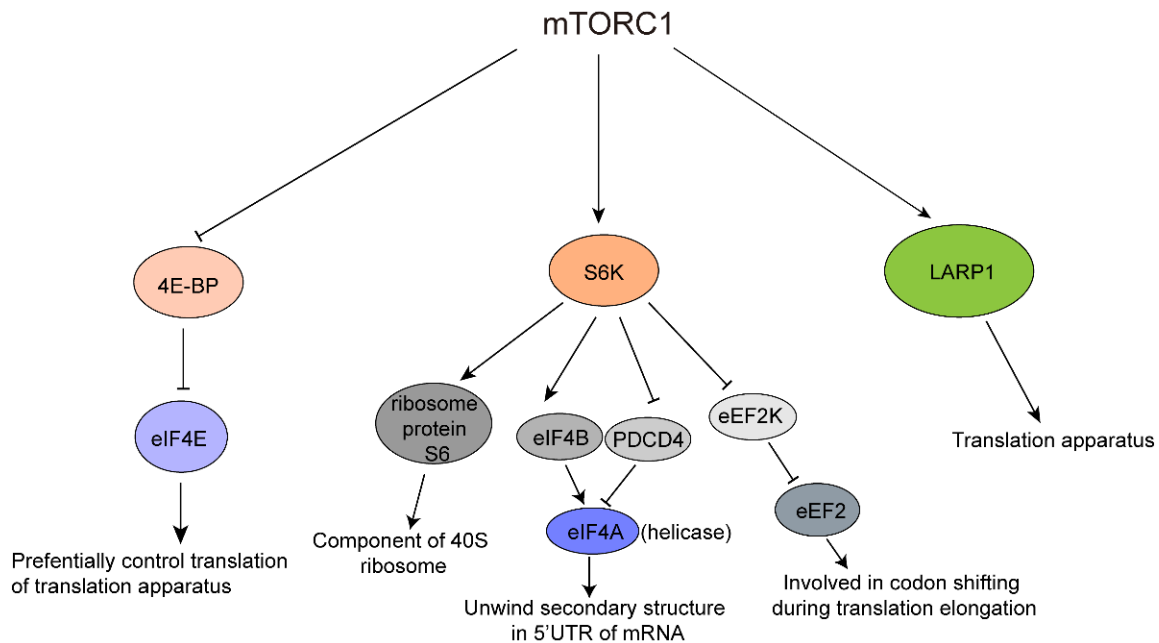 mTORC1
4E-BP
S6K
LARP1
eIF4E
ribosome
protein
S6
eIF4B
PDCD4
eEF2K
Translation apparatus
eIF4A
(helicase)
eEF2
Prefentially control translation
of translation apparatus
Component of 40S
ribosome
Unwind secondary structure
in 5'UTR of mRNA
Involved in codon shifting
during translation elongation